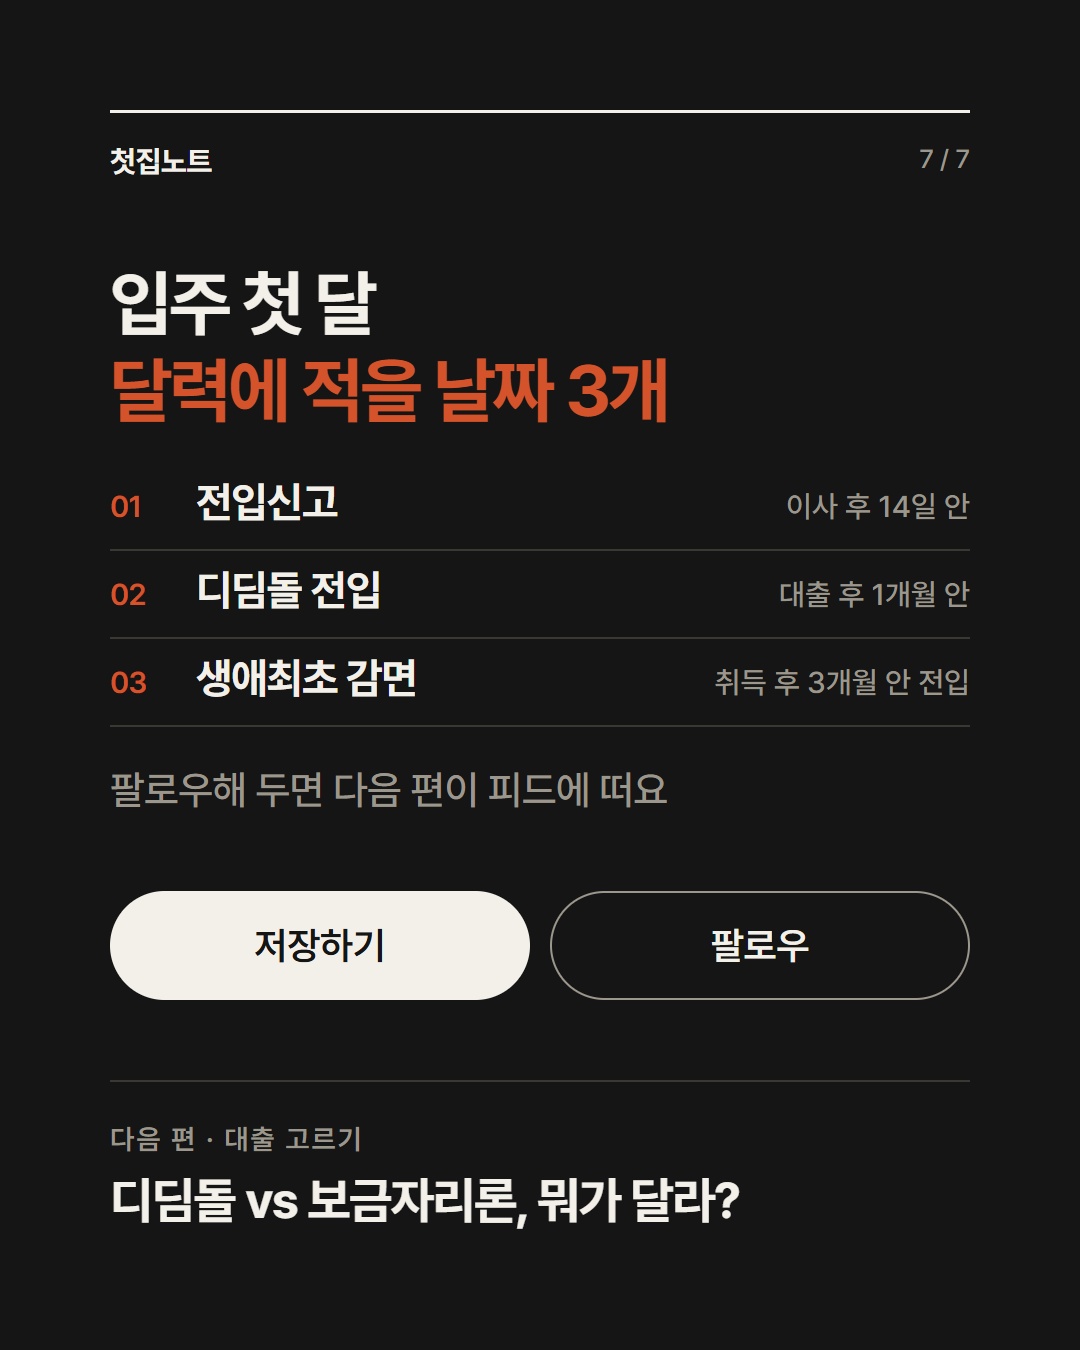 첫집노트
7 / 7
입주 첫 달
달력에 적을 날짜 3개
01 전입신고 이사 후 14일 안
02 디딤돌 전입 대출 후 1개월 안
03 생애최초 감면 취득 후 3개월 안 전입
팔로우해 두면 다음 편이 피드에 떠요
저장하기
팔로우
다음 편 · 대출 고르기
디딤돌 vs 보금자리론, 뭐가 달라?